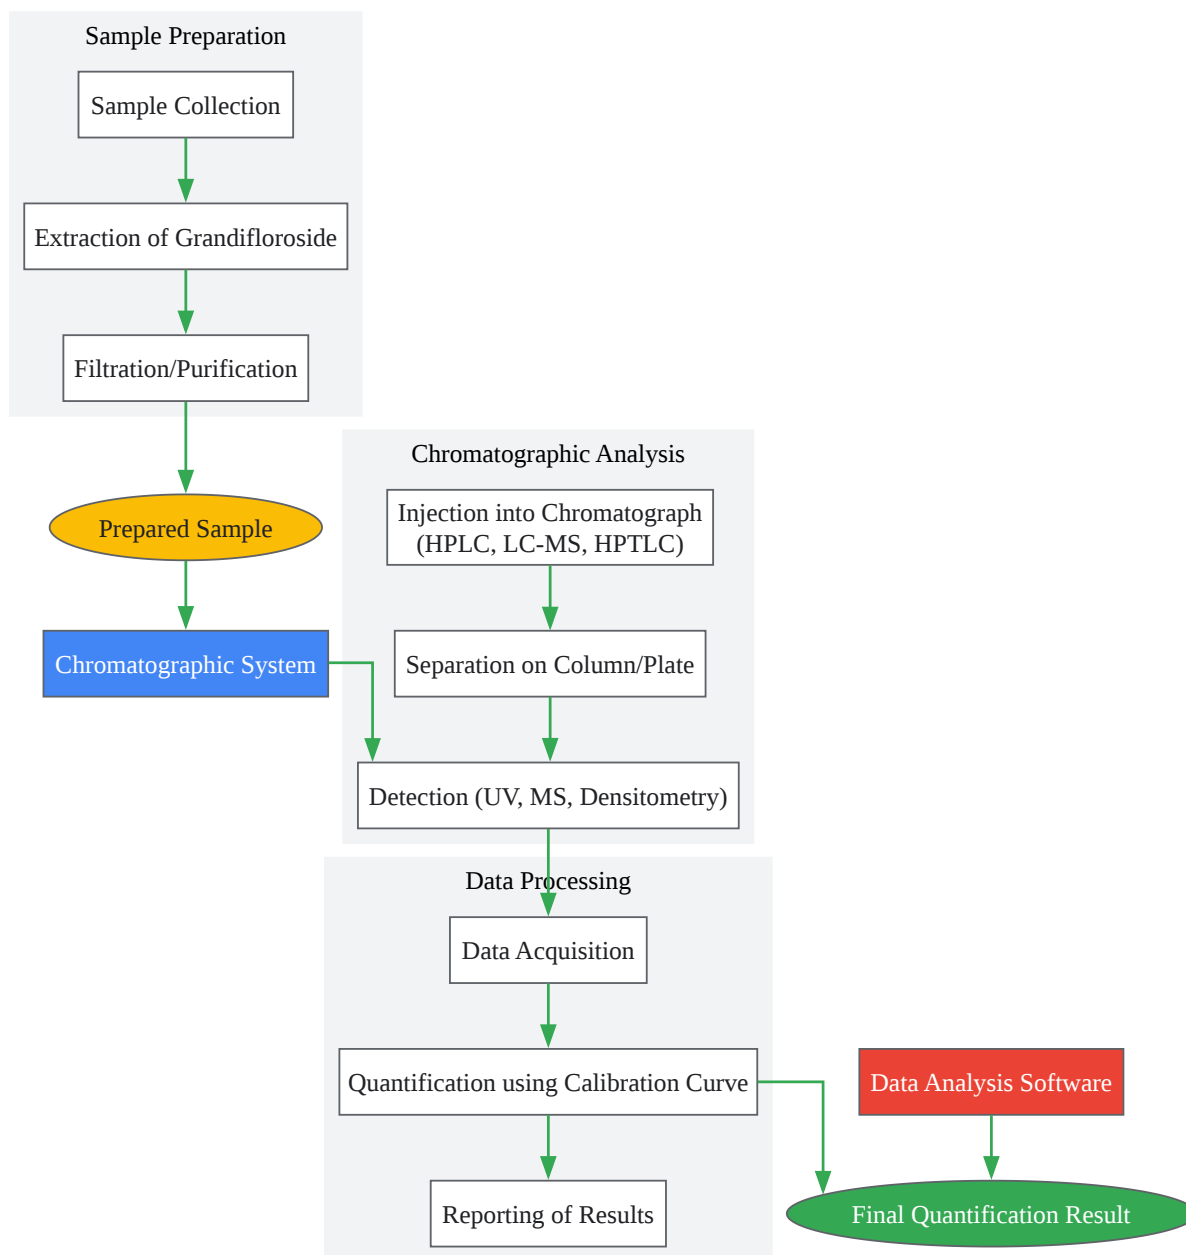 Sample Preparation
Sample Collection
Extraction of Grandifloroside
Filtration/Purification
Prepared Sample
Chromatographic System
Chromatographic Analysis
Injection into Chromatograph
(HPLC, LC-MS, HPTLC)
Separation on Column/Plate
Detection (UV, MS, Densitometry)
Data Processing
Data Acquisition
Quantification using Calibration Curve
Reporting of Results
Data Analysis Software
Final Quantification Result